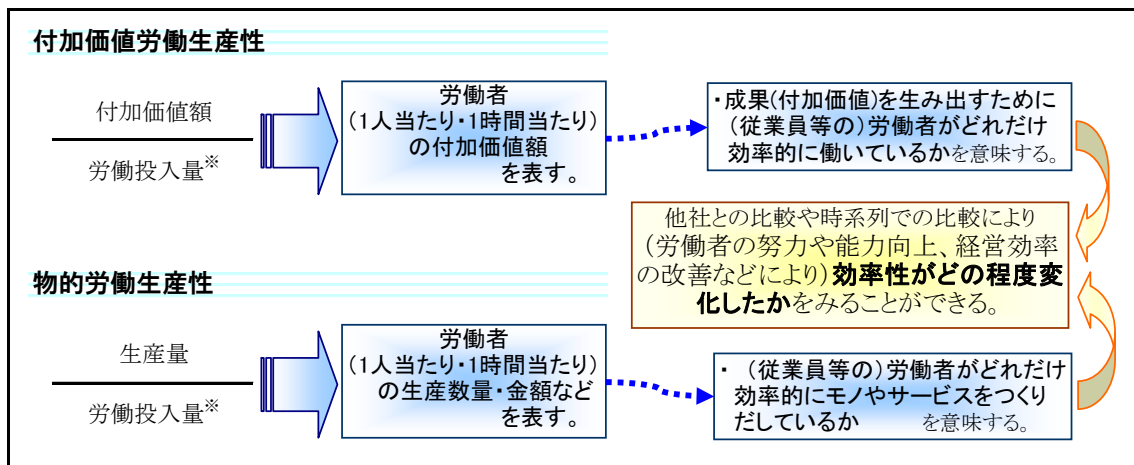 付加価値労働生産性
付加価値額
労働投入量※
労働者
(1人当たり・1時間当たり)
の付加価値額
を表す。
・成果(付加価値)を生み出すために
(従業員等の)労働者がどれだけ
効率的に働いているかを意味する。
他社との比較や時系列での比較により
(労働者の努力や能力向上、経営効率
の改善などにより)効率性がどの程度変
化したかをみることができる。
物的労働生産性
生産量
労働投入量※
労働者
(1人当たり・1時間当たり)
の生産数量・金額など
を表す。
・ (従業員等の)労働者がどれだけ
効率的にモノやサービスをつくり
だしているか を意味する。